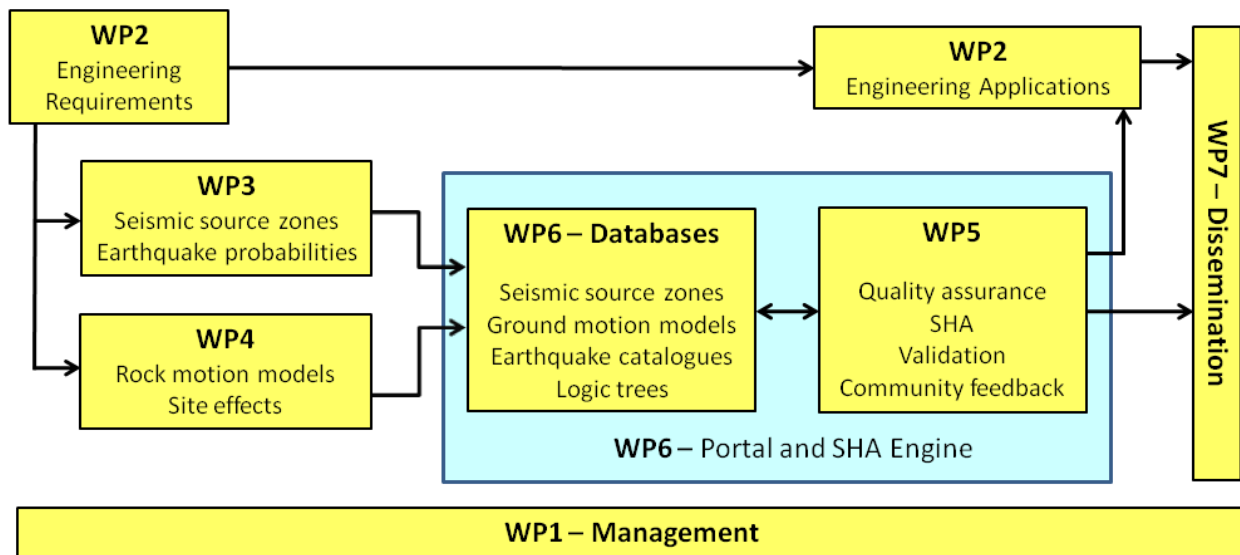 WP2
Engineering
Requirements
WP2
Engineering Applications
WP7 – Dissemination
WP3
Seismic source zones
Earthquake probabilities
WP4
Rock motion models
Site effects
WP6 – Databases
Seismic source zones
Ground motion models
Earthquake catalogues
Logic trees
WP5
Quality assurance
SHA
Validation
Community feedback
WP6 – Portal and SHA Engine
WP1 – Management